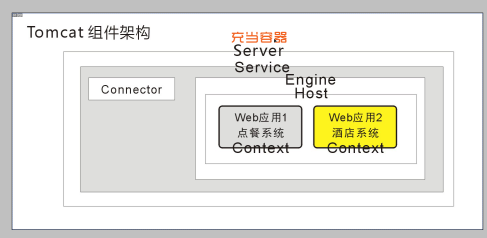 Tomcat 组件架构
充当容器
Server
Service
Engine
Host
Connector
Web应用1
点餐系统
Context
Web应用2
酒店系统
Context